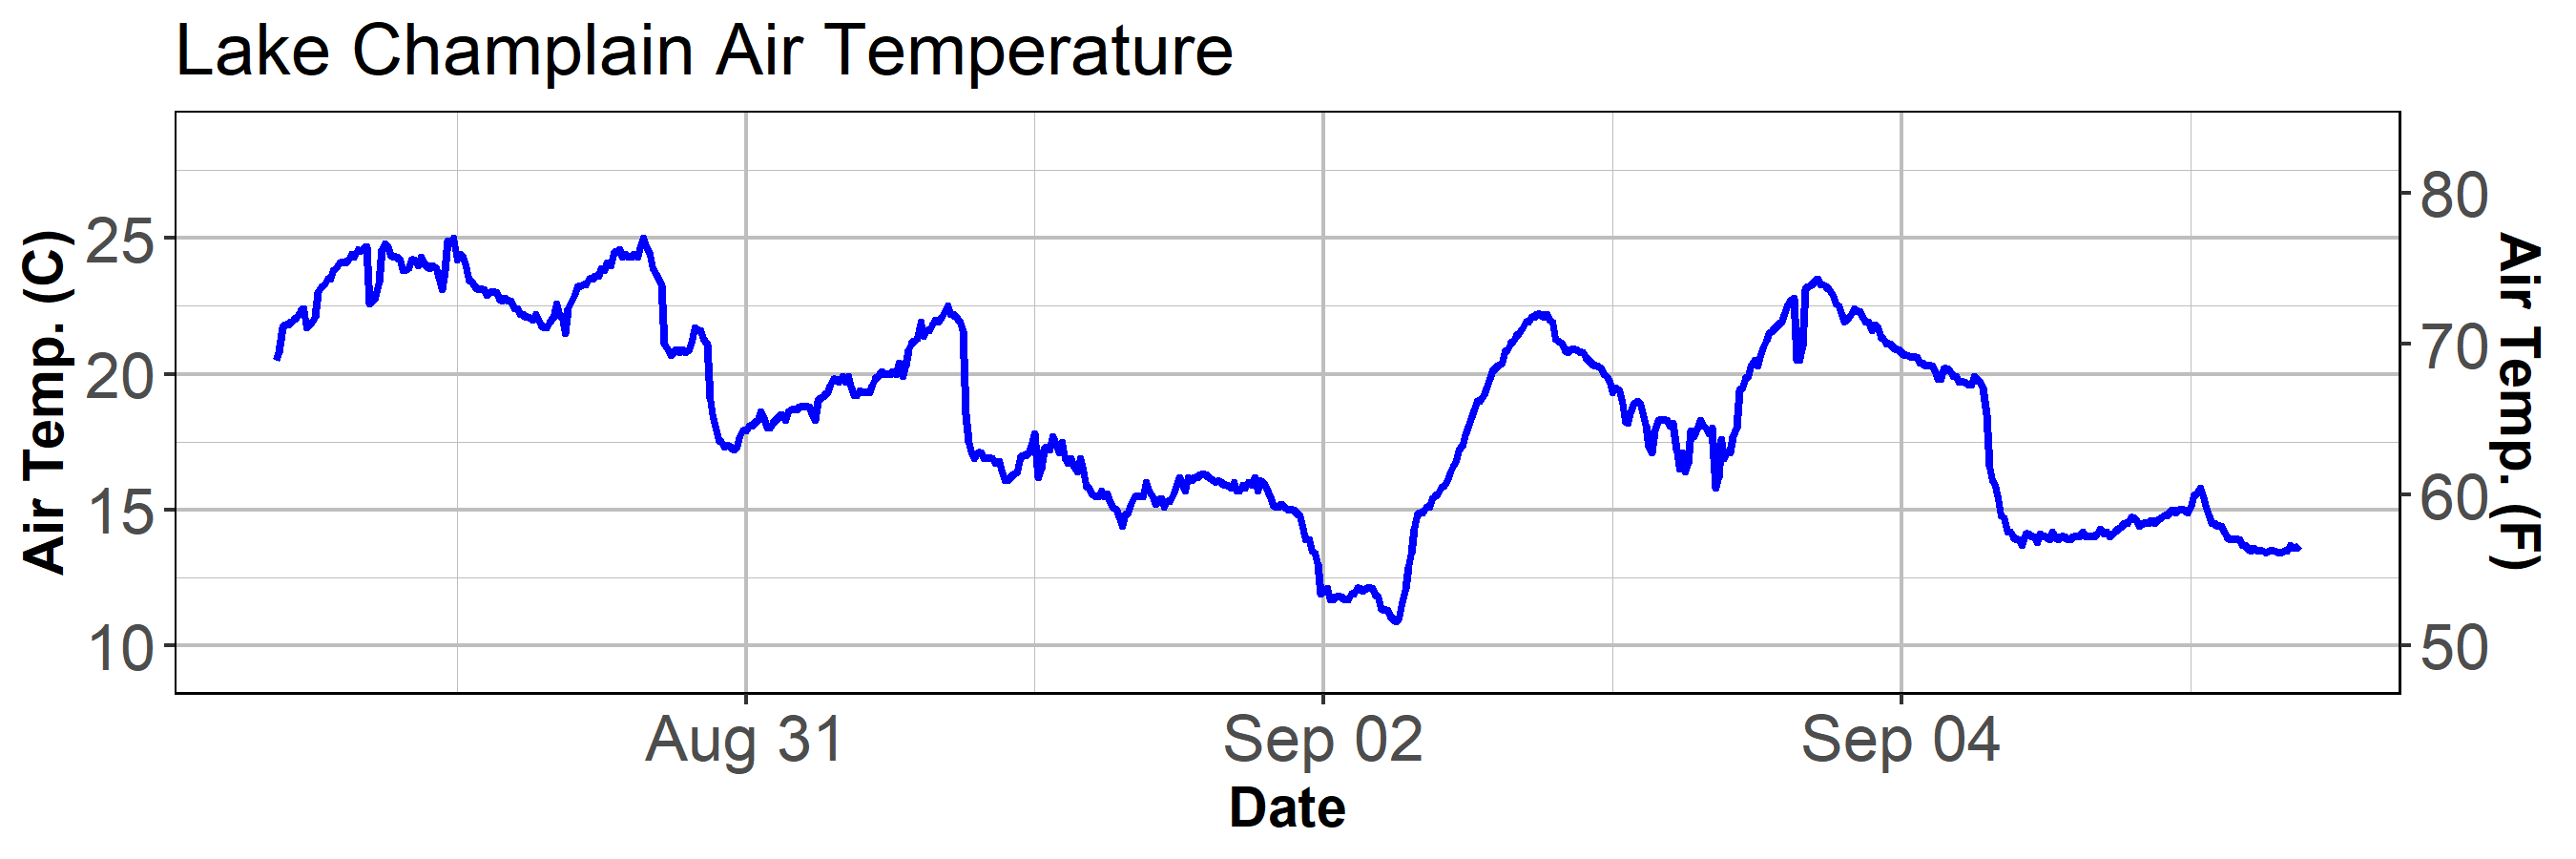 Lake Champlain Air Temperature
Air Temp. (C)
25
20
15
10
80
70
60
50
Air Temp. (F)
Aug 31
Sep 02
Sep 04
Date